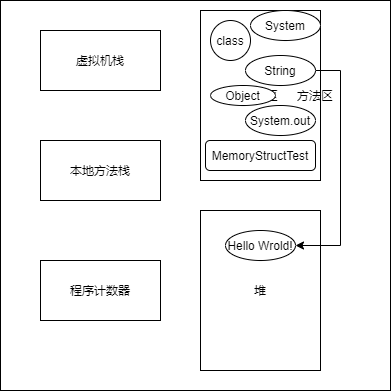 虚拟机栈
本地方法栈
程序计数器
System
class
String
Object
方法区
System.out
MemoryStructTest
Hello Wrold!
堆